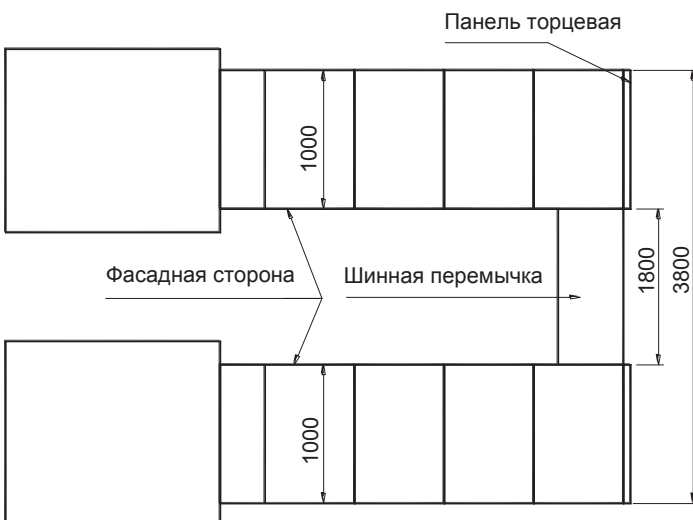 Панель торцевая
1000
Фасадная сторона
Шинная перемычка
1800
3800
1000